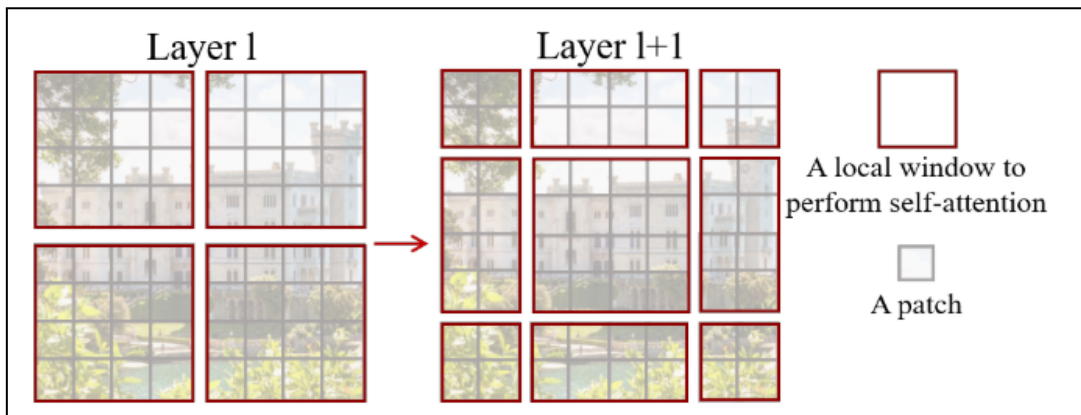 Layer l
Layer l+1
A local window to
perform self-attention
A patch